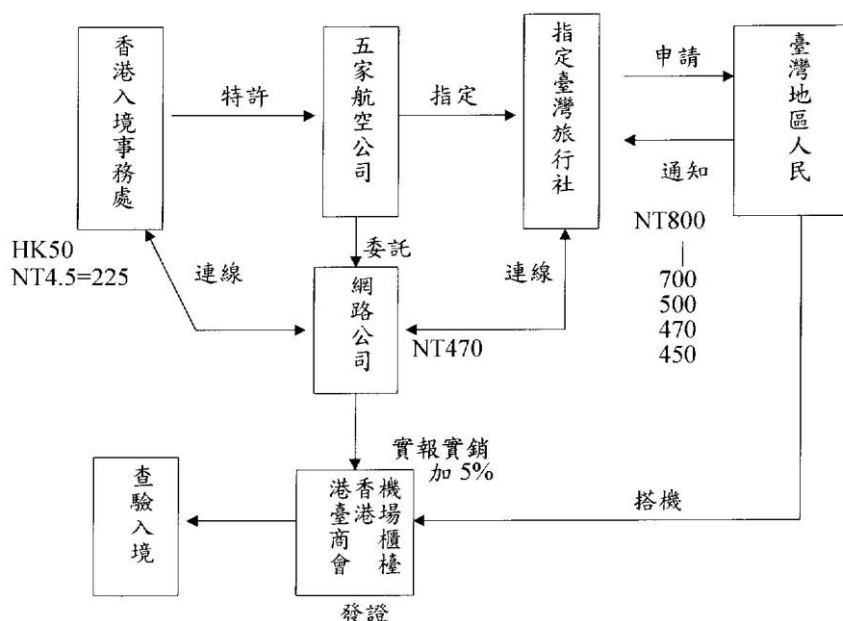 香港入境事務處
特許
五家航空公司
指定
指定臺灣旅行社
申請
通知
臺灣地區人民
HK50
NT4.5=225
連線
委託
網路公司
連線
NT470
NT800
|
700
500
470
450
實報實銷
加 5%
查驗入境
機場櫃檯
香港
港臺商會
搭機
發證